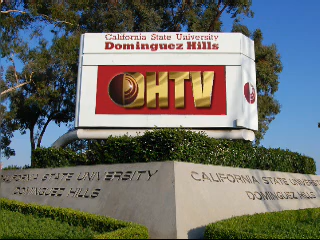 California State University
Dominguez Hills
DHTV
CALIFORNIA STATE UNIVERSITY
DOMINGUEZ HILLS
CALIFORNIA STATE UNIVERSITY
DOMINGUEZ HILLS